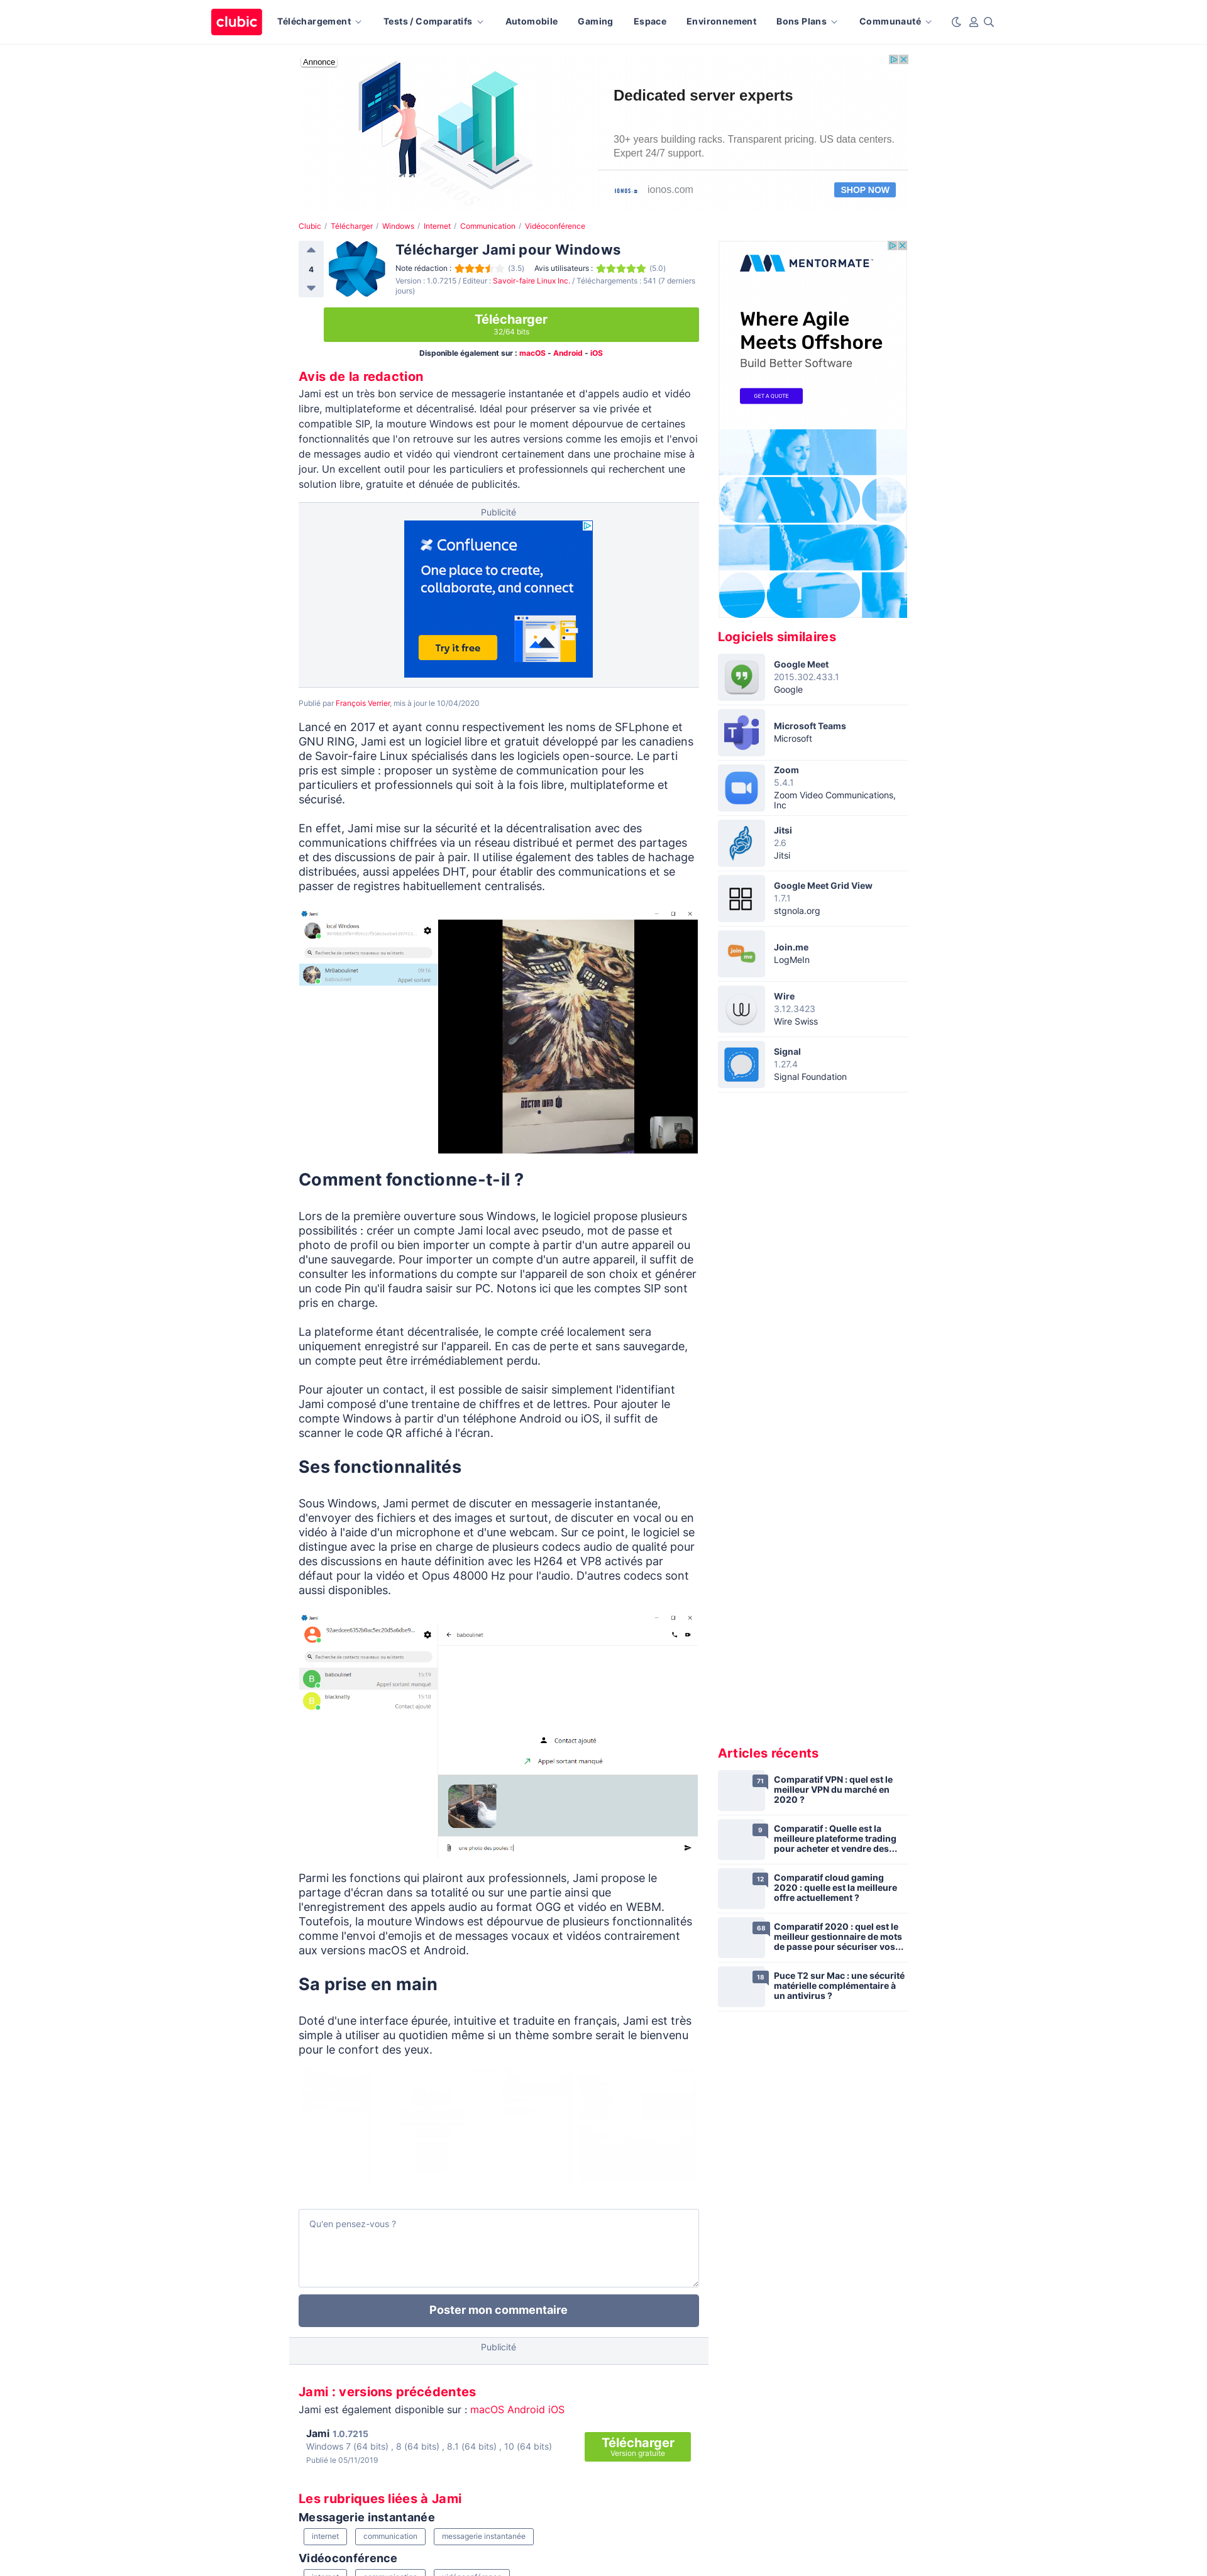 clubic
Téléchargement
Tests / Comparatifs
Automobile
Gaming
Espace
Environnement
Bons Plans
Communauté
Annonce
Dedicated server experts
30+ years building racks. Transparent pricing. US data centers.
Expert 24/7 support.
IONOS
ionos.com
SHOP NOW
Clubic / Télécharger / Windows / Internet / Communication / Vidéoconférence
4
Télécharger Jami pour Windows
Note rédaction : (3.5) Avis utilisateurs : (5.0)
Version : 1.0.7215 / Editeur : Savoir-faire Linux Inc. / Téléchargements : 541 (7 derniers
jours)
Télécharger
32/64 bits
Disponible également sur : macOS - Android - iOS
Avis de la redaction
Jami est un très bon service de messagerie instantanée et d'appels audio et vidéo
libre, multiplateforme et décentralisé. Idéal pour préserver sa vie privée et
compatible SIP, la mouture Windows est pour le moment dépourvue de certaines
fonctionnalités que l'on retrouve sur les autres versions comme les emojis et l'envoi
de messages audio et vidéo qui viendront certainement dans une prochaine mise à
jour. Un excellent outil pour les particuliers et professionnels qui recherchent une
solution libre, gratuite et dénuée de publicités.
Publicité
Confluence
One place to create,
collaborate, and connect
Try it free
Publié par François Verrier, mis à jour le 10/04/2020
Lancé en 2017 et ayant connu respectivement les noms de SFLphone et
GNU RING, Jami est un logiciel libre et gratuit développé par les canadiens
de Savoir-faire Linux spécialisés dans les logiciels open-source. Le parti
pris est simple : proposer un système de communication pour les
particuliers et professionnels qui soit à la fois libre, multiplateforme et
sécurisé.
En effet, Jami mise sur la sécurité et la décentralisation avec des
communications chiffrées via un réseau distribué et permet des partages
et des discussions de pair à pair. Il utilise également des tables de hachage
distribuées, aussi appelées DHT, pour établir des communications et se
passer de registres habituellement centralisés.
Jami
local Windows
Recherche de contacts nouveaux ou existants
Mrllaboulinet
baboulinet
Appel sortant
DOCTOR WHO
Comment fonctionne-t-il ?
Lors de la première ouverture sous Windows, le logiciel propose plusieurs
possibilités : créer un compte Jami local avec pseudo, mot de passe et
photo de profil ou bien importer un compte à partir d'un autre appareil ou
d'une sauvegarde. Pour importer un compte d'un autre appareil, il suffit de
consulter les informations du compte sur l'appareil de son choix et générer
un code Pin qu'il faudra saisir sur PC. Notons ici que les comptes SIP sont
pris en charge.
La plateforme étant décentralisée, le compte créé localement sera
uniquement enregistré sur l'appareil. En cas de perte et sans sauvegarde,
un compte peut être irrémédiablement perdu.
Pour ajouter un contact, il est possible de saisir simplement l'identifiant
Jami composé d'une trentaine de chiffres et de lettres. Pour ajouter le
compte Windows à partir d'un téléphone Android ou iOS, il suffit de
scanner le code QR affiché à l'écran.
Ses fonctionnalités
Sous Windows, Jami permet de discuter en messagerie instantanée,
d'envoyer des fichiers et des images et surtout, de discuter en vocal ou en
vidéo à l'aide d'un microphone et d'une webcam. Sur ce point, le logiciel se
distingue avec la prise en charge de plusieurs codecs audio de qualité pour
des discussions en haute définition avec les H264 et VP8 activés par
défaut pour la vidéo et Opus 48000 Hz pour l'audio. D'autres codecs sont
aussi disponibles.
Jami
baboulinet
Recherche de contacts nouveaux ou existants
B
baboulinet
15:19
Appel sortant manqué
B
blacknally
15:18
Contact ajouté
Contact ajouté
Appel sortant manqué
une photo des poules :)
Parmi les fonctions qui plairont aux professionnels, Jami propose le
partage d'écran dans sa totalité ou sur une partie ainsi que
l'enregistrement des appels audio au format OGG et vidéo en WEBM.
Toutefois, la mouture Windows est dépourvue de plusieurs fonctionnalités
comme l'envoi d'emojis et de messages vocaux et vidéos contrairement
aux versions macOS et Android.
Sa prise en main
Doté d'une interface épurée, intuitive et traduite en français, Jami est très
simple à utiliser au quotidien même si un thème sombre serait le bienvenu
pour le confort des yeux.
Qu'en pensez-vous ?
Poster mon commentaire
Publicité
Jami : versions précédentes
Jami est également disponible sur : macOS Android iOS
Jami 1.0.7215
Windows 7 (64 bits) , 8 (64 bits) , 8.1 (64 bits) , 10 (64 bits)
Publié le 05/11/2019
Télécharger
Version gratuite
Les rubriques liées à Jami
Messagerie instantanée
internet
communication
messagerie instantanée
Vidéoconférence
MENTORMATE
Where Agile
Meets Offshore
Build Better Software
GET A QUOTE
Logiciels similaires
Google Meet
2015.302.433.1
Google
Microsoft Teams
Microsoft
Zoom
5.4.1
Zoom Video Communications,
Inc
Jitsi
2.6
Jitsi
Google Meet Grid View
1.7.1
stgnola.org
join me
Join.me
LogMeIn
Wire
3.12.3423
Wire Swiss
Signal
1.27.4
Signal Foundation
Articles récents
71
Comparatif VPN : quel est le
meilleur VPN du marché en
2020 ?
9
Comparatif : Quelle est la
meilleure plateforme trading
pour acheter et vendre des...
12
Comparatif cloud gaming
2020 : quelle est la meilleure
offre actuellement ?
68
Comparatif 2020 : quel est le
meilleur gestionnaire de mots
de passe pour sécuriser vos...
18
Puce T2 sur Mac : une sécurité
matérielle complémentaire à
un antivirus ?